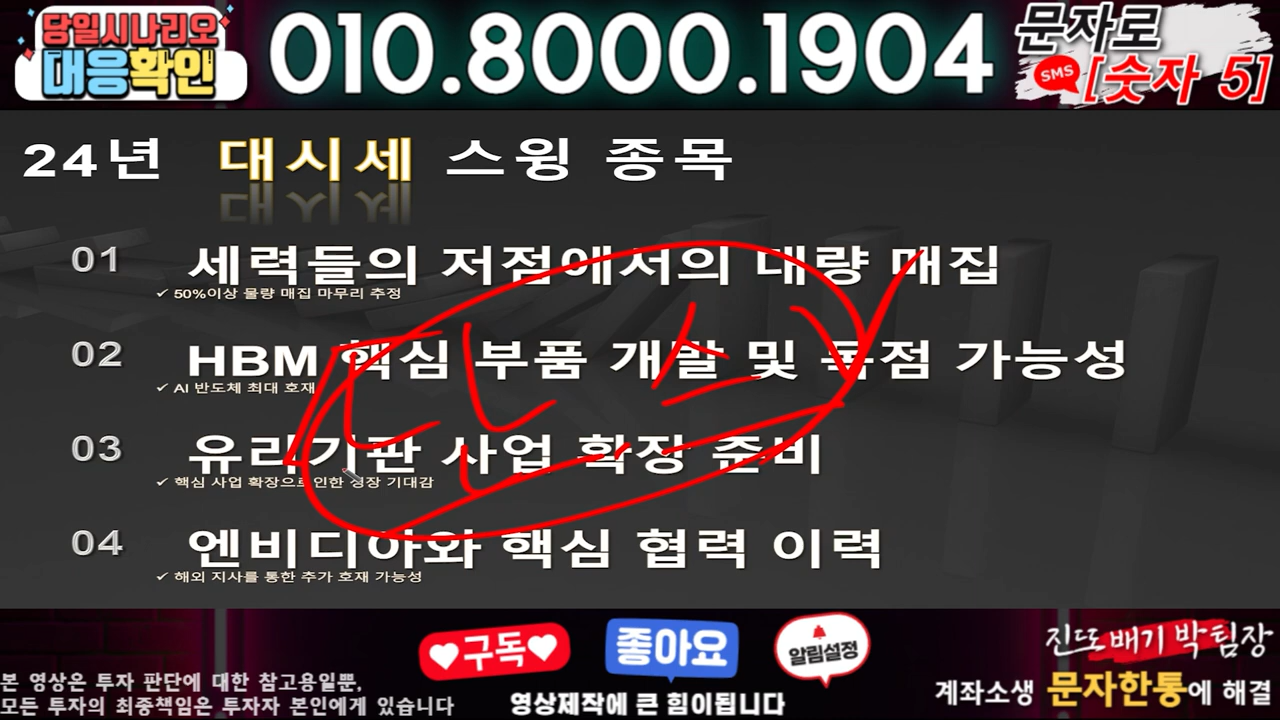 당일시나리오
대응확인
010.8000.1904
문자로
SMS
[숫자 5]
24년 대시세 스윙 종목
01 세력들의 저점에서의 대량 매집
✓ 50%이상 물량 매집 마무리 추정
02 HBM 핵심 부품 개발 및 독점 가능성
✓ AI 반도체 최대 호재
03 유리기판 사업 확장 준비
✓ 핵심 사업 확장으로인한 성장 기대감
04 엔비디아와 핵심 협력 이력
✓ 해외 지사를 통한 추가 호재 가능성
구독
좋아요
알림설정
영상제작에 큰 힘이됩니다
본 영상은 투자 판단에 대한 참고용일뿐,
모든 투자의 최종책임은 투자자 본인에게 있습니다
진또배기 박팀장
계좌소생 문자한통에 해결